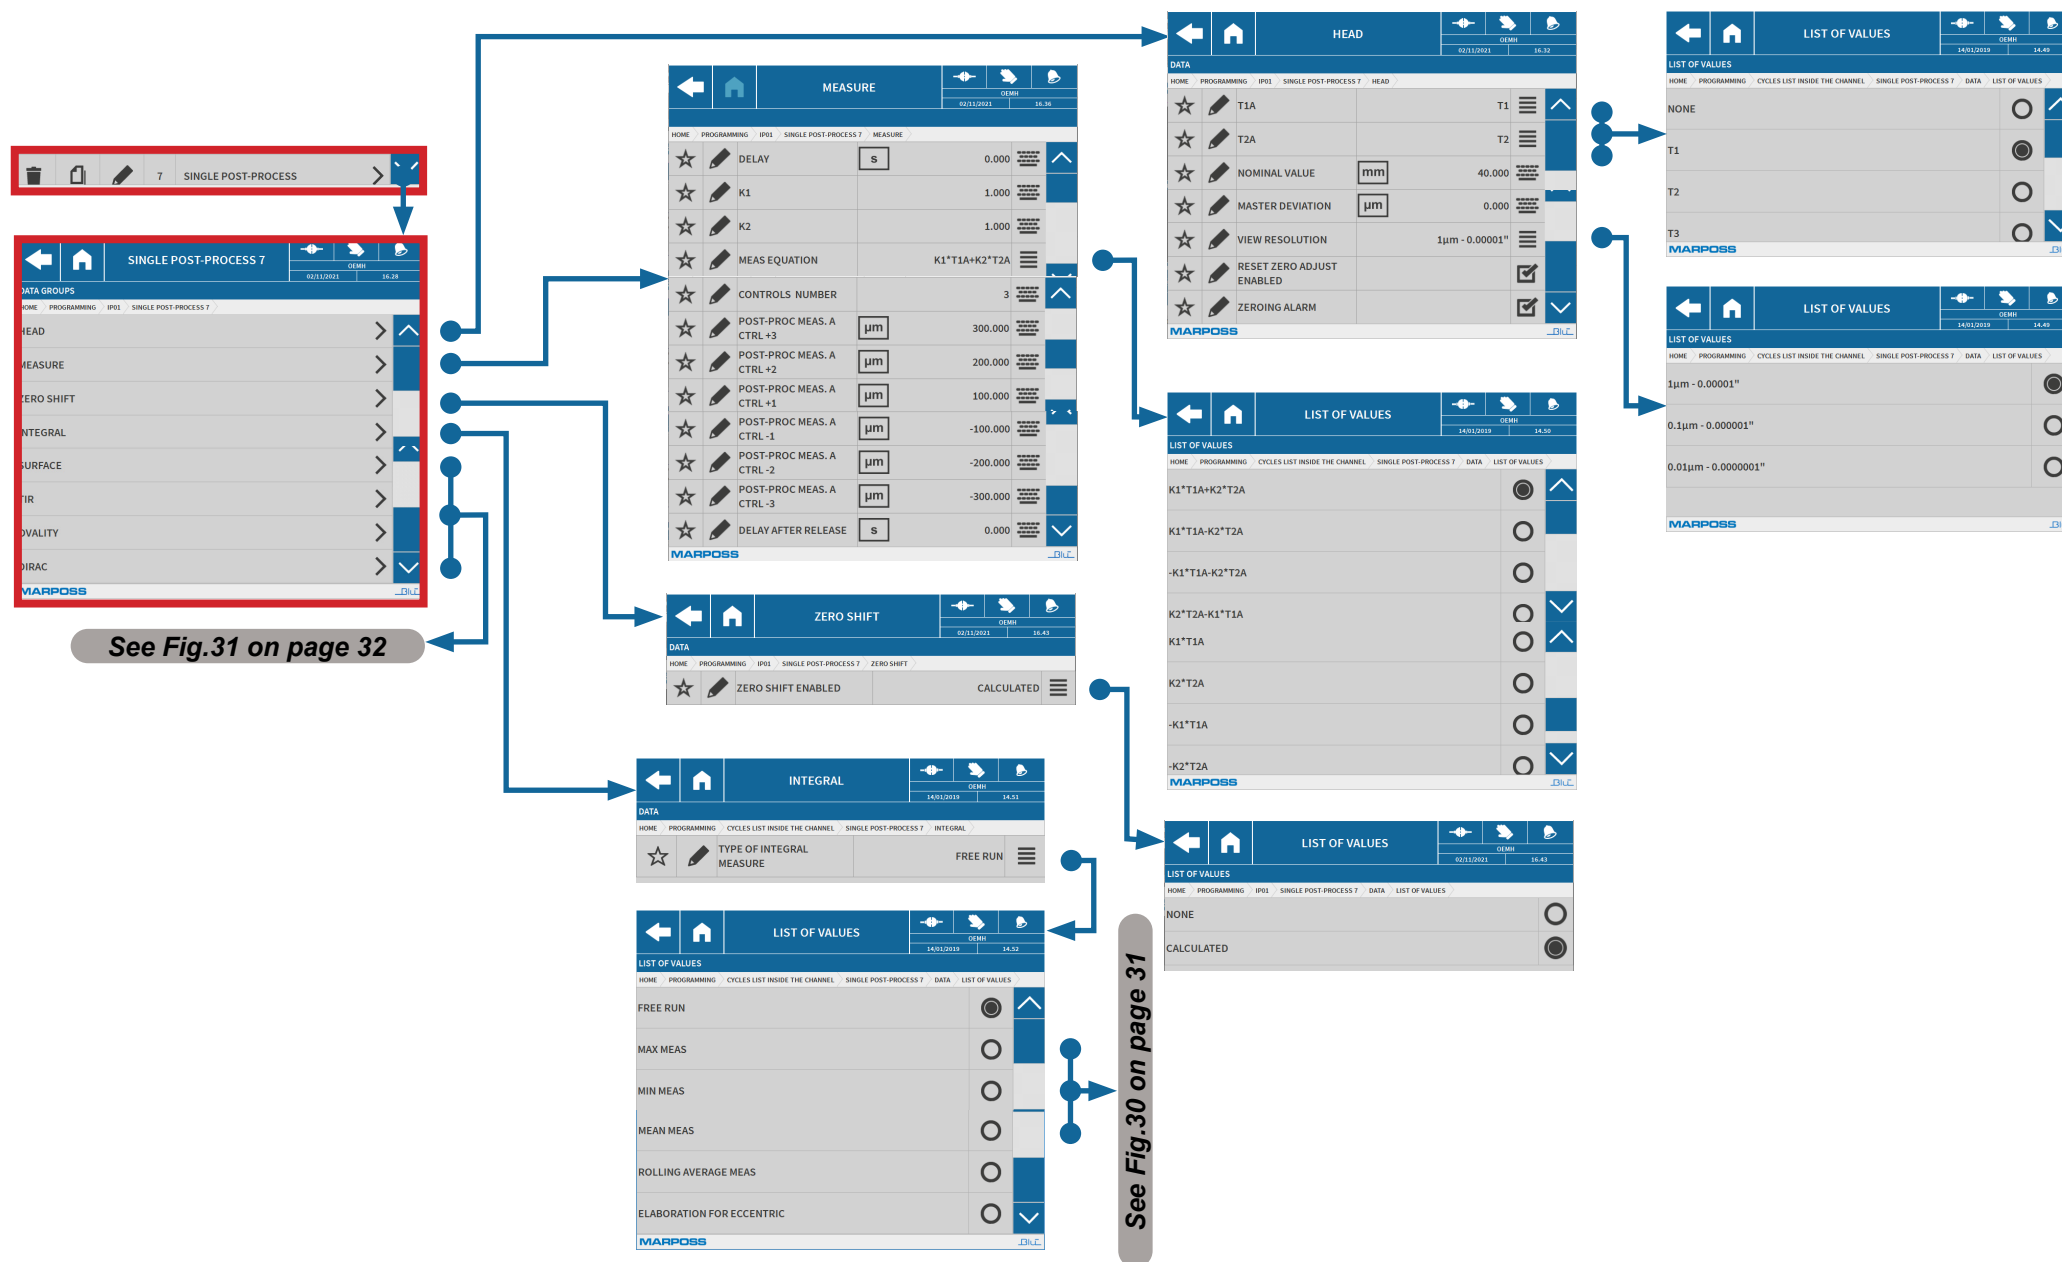 7 SINGLE POST-PROCESS
SINGLE POST-PROCESS 7
OEMH
02/11/2021 16.28
DATA GROUPS
HOME PROGRAMMING IP01 SINGLE POST-PROCESS 7
HEAD
MEASURE
ZERO SHIFT
INTEGRAL
SURFACE
TIR
OVALITY
DIRAC
MARPOSS
BLÚ
See Fig.31 on page 32
MEASURE
OEMH
02/11/2021 16.36
HOME PROGRAMMING IP01 SINGLE POST-PROCESS 7 MEASURE
DELAY s 0.000
K1 1.000
K2 1.000
MEAS EQUATION K1*T1A+K2*T2A
CONTROLS NUMBER 3
POST-PROC MEAS. A
CTRL +3 µm 300.000
POST-PROC MEAS. A
CTRL +2 µm 200.000
POST-PROC MEAS. A
CTRL +1 µm 100.000
POST-PROC MEAS. A
CTRL -1 µm -100.000
POST-PROC MEAS. A
CTRL -2 µm -200.000
POST-PROC MEAS. A
CTRL -3 µm -300.000
DELAY AFTER RELEASE s 0.000
MARPOSS
ZERO SHIFT
OEMH
02/11/2021 16.43
DATA
HOME PROGRAMMING IP01 SINGLE POST-PROCESS 7 ZERO SHIFT
ZERO SHIFT ENABLED CALCULATED
INTEGRAL
OEMH
14/01/2019 14.51
DATA
HOME PROGRAMMING CYCLES LIST INSIDE THE CHANNEL SINGLE POST-PROCESS 7 INTEGRAL
TYPE OF INTEGRAL
MEASURE FREE RUN
LIST OF VALUES
OEMH
14/01/2019 14.52
LIST OF VALUES
HOME PROGRAMMING CYCLES LIST INSIDE THE CHANNEL SINGLE POST-PROCESS 7 DATA LIST OF VALUES
FREE RUN
MAX MEAS
MIN MEAS
MEAN MEAS
ROLLING AVERAGE MEAS
ELABORATION FOR ECCENTRIC
MARPOSS
See Fig.30 on page 31
HEAD
OEMH
02/11/2021 16.32
DATA
HOME PROGRAMMING IP01 SINGLE POST-PROCESS 7 HEAD
T1A T1
T2A T2
NOMINAL VALUE mm 40.000
MASTER DEVIATION µm 0.000
VIEW RESOLUTION 1µm - 0.00001"
RESET ZERO ADJUST
ENABLED
ZEROING ALARM
MARPOSS
LIST OF VALUES
OEMH
14/01/2019 14.50
LIST OF VALUES
HOME PROGRAMMING CYCLES LIST INSIDE THE CHANNEL SINGLE POST-PROCESS 7 DATA LIST OF VALUES
K1*T1A+K2*T2A
K1*T1A-K2*T2A
-K1*T1A-K2*T2A
K2*T2A-K1*T1A
K1*T1A
K2*T2A
-K1*T1A
-K2*T2A
MARPOSS
LIST OF VALUES
OEMH
02/11/2021 16.43
LIST OF VALUES
HOME PROGRAMMING IP01 SINGLE POST-PROCESS 7 DATA LIST OF VALUES
NONE
CALCULATED
LIST OF VALUES
OEMH
14/01/2019 14.49
LIST OF VALUES
HOME PROGRAMMING CYCLES LIST INSIDE THE CHANNEL SINGLE POST-PROCESS 7 DATA LIST OF VALUES
NONE
T1
T2
T3
MARPOSS
LIST OF VALUES
OEMH
14/01/2019 14.49
LIST OF VALUES
HOME PROGRAMMING CYCLES LIST INSIDE THE CHANNEL SINGLE POST-PROCESS 7 DATA LIST OF VALUES
1µm - 0.00001"
0.1µm - 0.000001"
0.01µm - 0.0000001"
MARPOSS